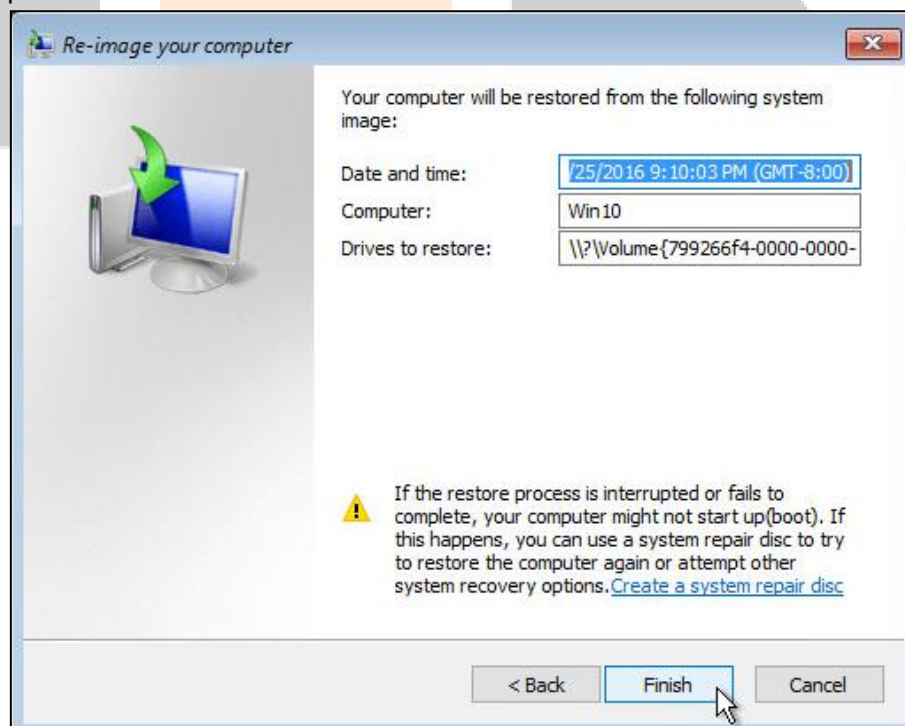 Re-image your computer
Your computer will be restored from the following system
image:
Date and time: /25/2016 9:10:03 PM (GMT-8:00)
Computer: Win10
Drives to restore: \\?\Volume{799266f4-0000-0000-
If the restore process is interrupted or fails to
complete, your computer might not start up(boot). If
this happens, you can use a system repair disc to try
to restore the computer again or attempt other
system recovery options.Create a system repair disc
< Back Finish Cancel